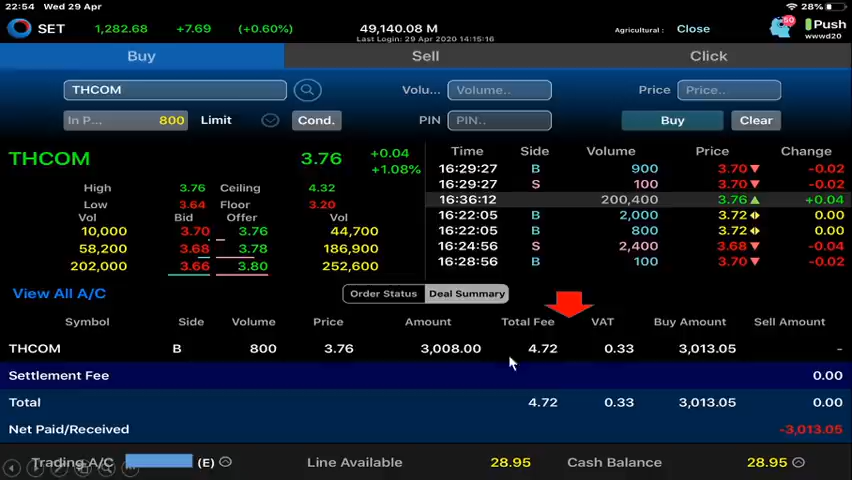 22:54 Wed 29 Apr 28%
SET 1,282.68 +7.69 (+0.60%) 49,140.08 M Agricultural : Close 50 Push
Last Login: 29 Apr 2020 14:15:16 wwwd20
Buy Sell Click
THCOM Volu... Volume.. Price Price..
In P... 800 Limit Cond. PIN PIN.. Buy Clear
THCOM 3.76 +0.04 +1.08%
High 3.76 Ceiling 4.32
Low 3.64 Floor 3.20
Vol Bid Offer Vol
10,000 3.70 3.76 44,700
58,200 3.68 3.78 186,900
202,000 3.66 3.80 252,600
Time Side Volume Price Change
16:29:27 B 900 3.70 -0.02
16:29:27 S 100 3.70 -0.02
16:36:12 200,400 3.76 +0.04
16:22:05 B 2,000 3.72 0.00
16:22:05 B 800 3.72 0.00
16:24:56 S 2,400 3.68 -0.04
16:28:56 B 100 3.70 -0.02
View All A/C Order Status Deal Summary
Symbol Side Volume Price Amount Total Fee VAT Buy Amount Sell Amount
THCOM B 800 3.76 3,008.00 4.72 0.33 3,013.05 -
Settlement Fee 0.00
Total 4.72 0.33 3,013.05 0.00
Net Paid/Received -3,013.05
Trading A/C (E) Line Available 28.95 Cash Balance 28.95